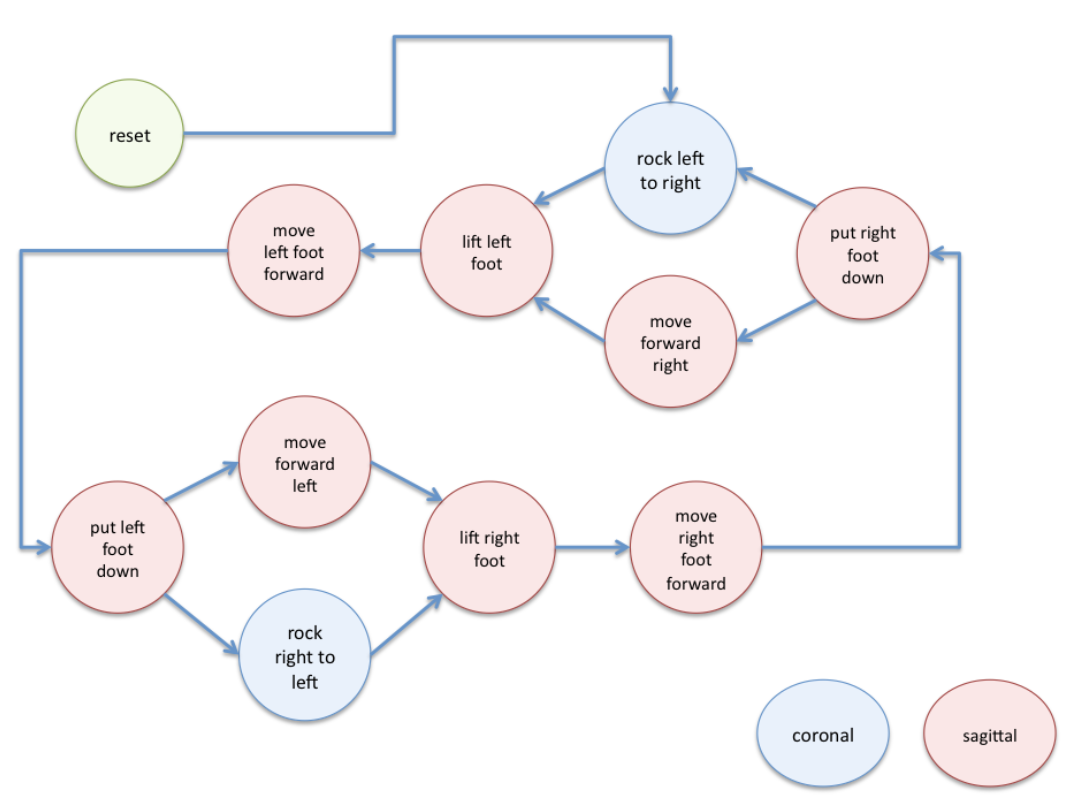 reset
rock left
to right
move
left foot
forward
lift left
foot
put right
foot
down
move
forward
right
move
forward
left
put left
foot
down
lift right
foot
move
right
foot
forward
rock
right to
left
coronal
sagittal